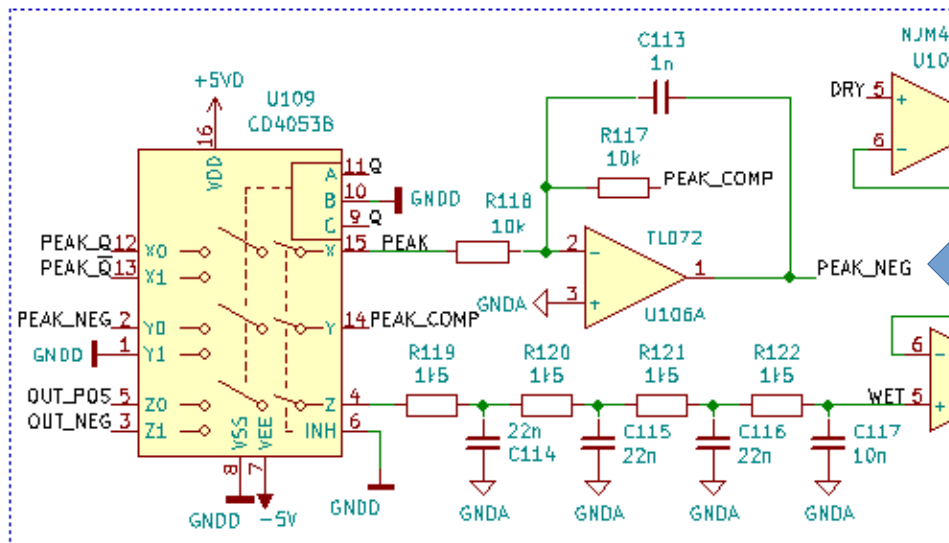 C113
1n
NJM4
U10
+5VD
U109
CD4053B
DRY 5
+
6
-
16
VDD
R117
10k
PEAK_COMP
A
11 Q
B
10
GNDD
C
9 Q
R118
10k
PEAK_Q 12
X0
X
15
PEAK
2
-
TL072
1
PEAK_NEG
PEAK_Q̅ 13
X1
GNDA
3
+
U106A
PEAK_NEG 2
Y0
Y
14
PEAK_COMP
GNDD
1
Y1
R119
1k5
R120
1k5
R121
1k5
R122
1k5
6
-
OUT_POS 5
Z0
Z
4
WET 5
+
OUT_NEG 3
Z1
VSS
VEE
INH
6
22n
C114
C115
22n
C116
22n
C117
10n
8
7
GNDD
-5V
GNDD
GNDA
GNDA
GNDA
GNDA